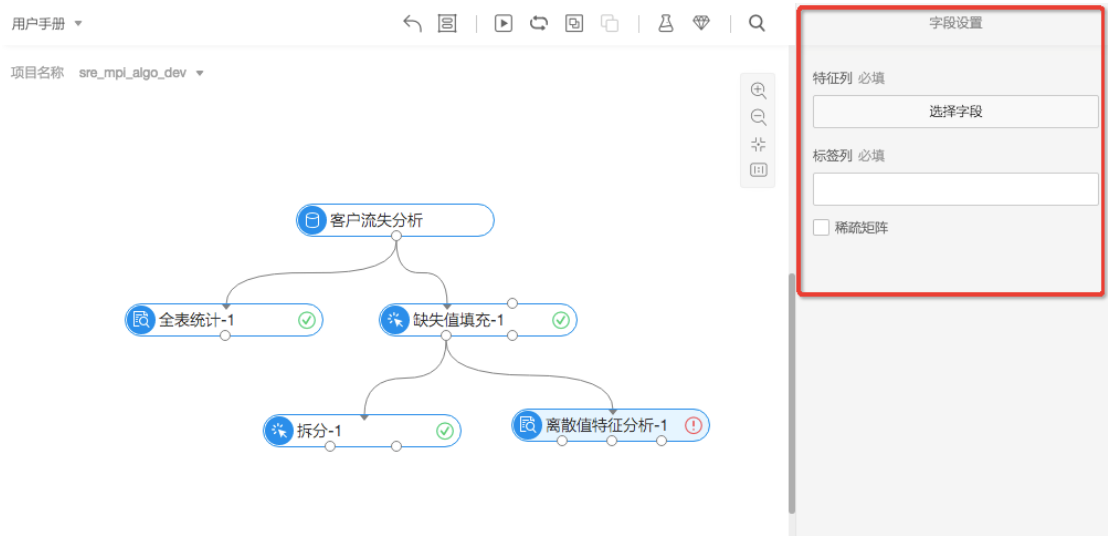 用户手册
项目名称 sre_mpl_algo_dev
客户流失分析
全表统计-1
缺失值填充-1
拆分-1
离散值特征分析-1
字段设置
特征列 必填
选择字段
标签列 必填
稀疏矩阵